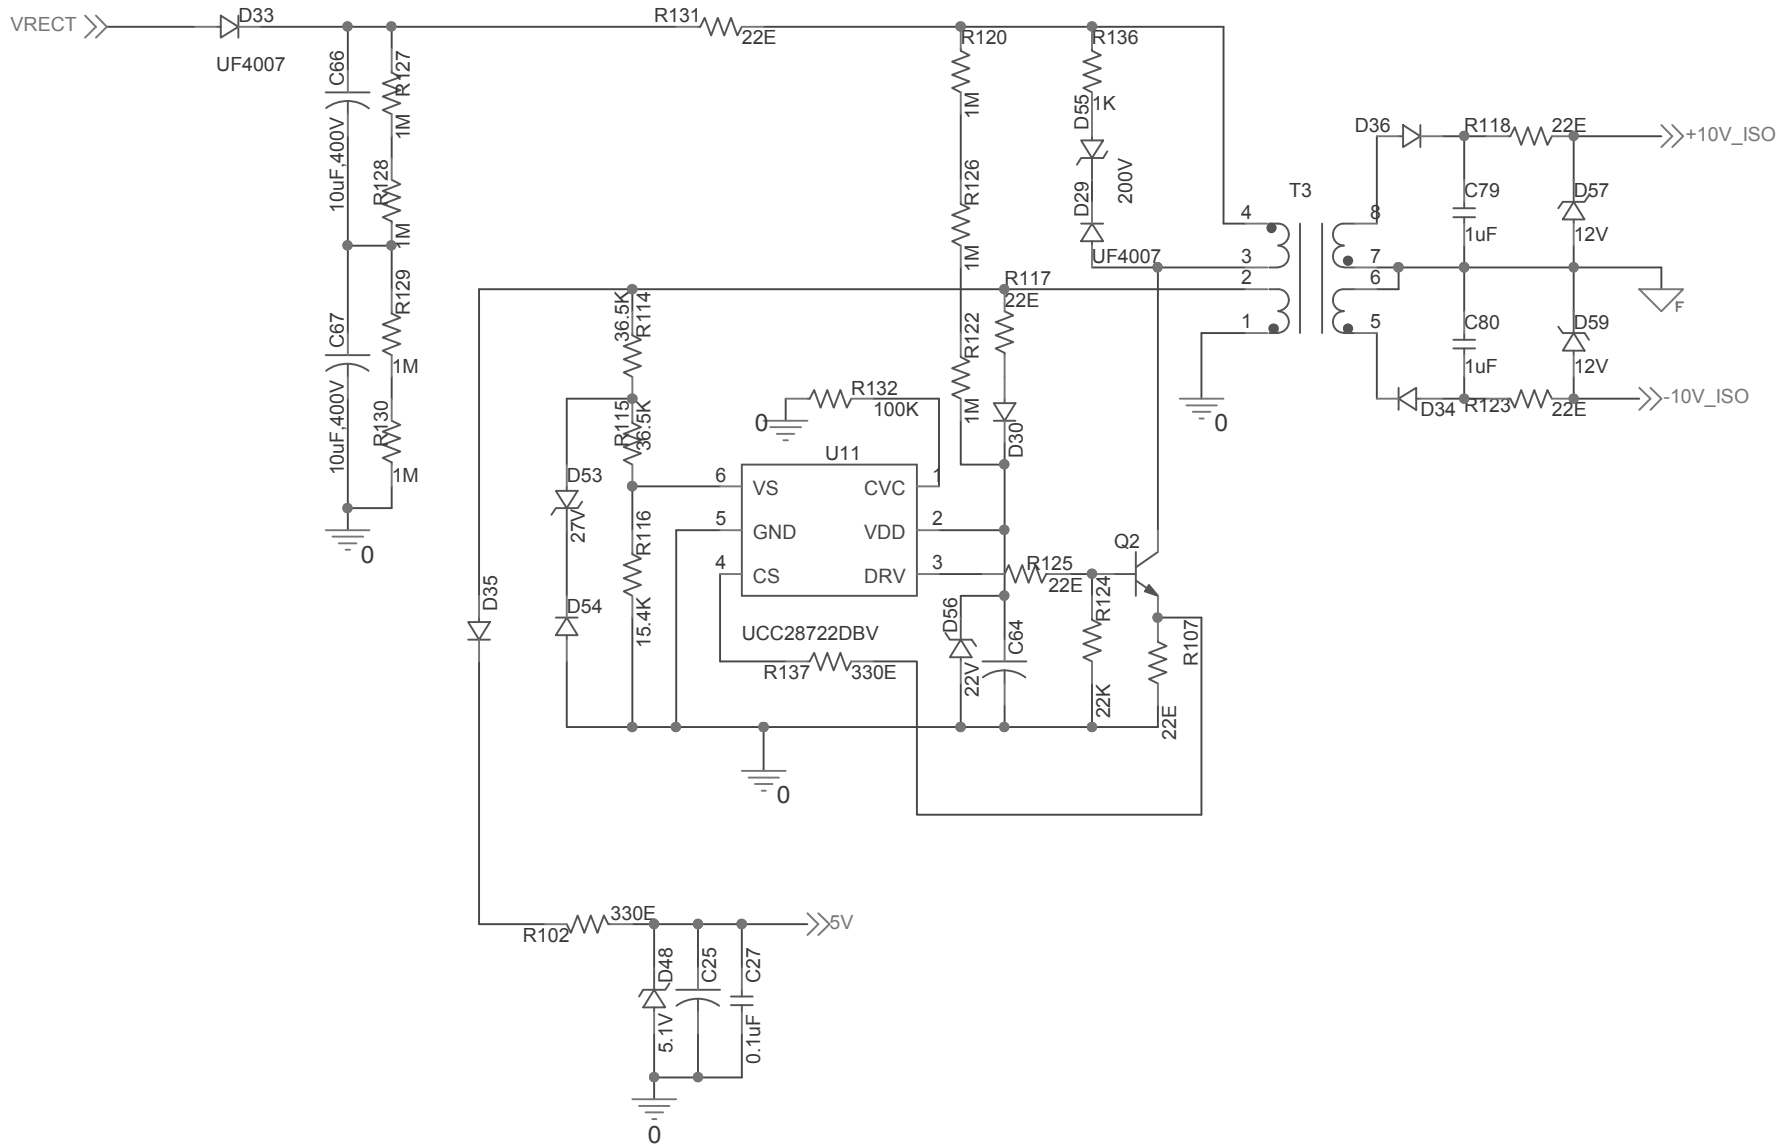 VRECT
D33
UF4007
C66
10uF,400V
R127
1M
R128
1M
C67
10uF,400V
R129
1M
R130
1M
0
R131
22E
R120
1M
R126
1M
R122
1M
R136
1K
D55
200V
D29
UF4007
T3
4
3
2
1
8
7
6
5
0
D36
R118
22E
+10V_ISO
C79
1uF
D57
12V
F
C80
1uF
D59
12V
D34
R123
22E
-10V_ISO
R117
22E
D30
36.5K
R114
R115
36.5K
R116
15.4K
D53
27V
D54
R132
100K
0
U11
6
VS
CVC
1
5
GND
VDD
2
4
CS
DRV
3
UCC28722DBV
R137
330E
R125
22E
Q2
R124
22K
R107
22E
D56
22V
C64
0
D35
R102
330E
5V
D48
5.1V
C25
C27
0.1uF
0